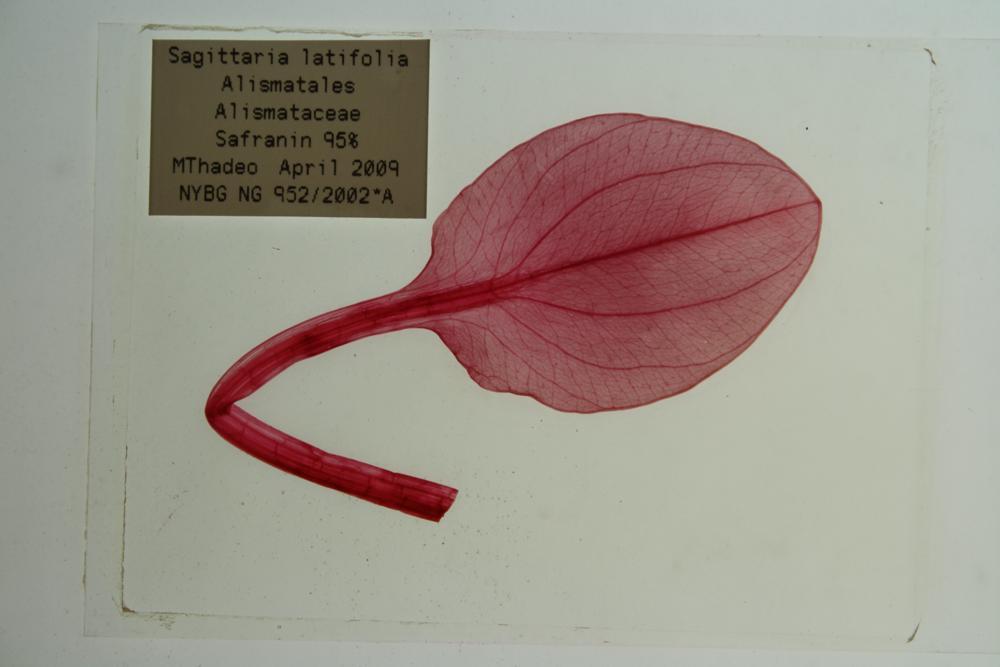 Sagittaria latifolia
Alismatales
Alismataceae
Safranin 95%
MThadeo April 2009
NYBG NG 952/2002*A